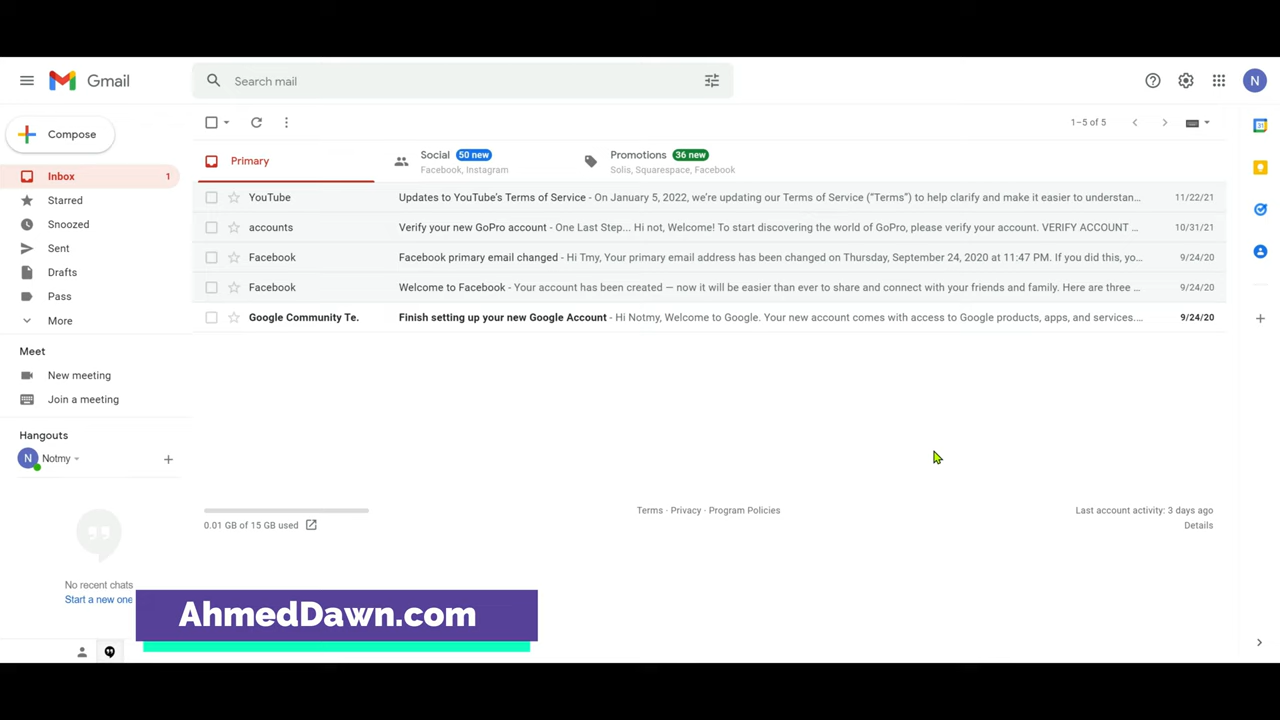 Gmail
Search mail
Compose
1–5 of 5
Inbox 1
Starred
Snoozed
Sent
Drafts
Pass
More
Meet
New meeting
Join a meeting
Hangouts
N Notmy
No recent chats
Start a new one
Primary
Social 50 new
Facebook, Instagram
Promotions 36 new
Solis, Squarespace, Facebook
YouTube Updates to YouTube's Terms of Service - On January 5, 2022, we're updating our Terms of Service ("Terms") to help clarify and make it easier to understan... 11/22/21
accounts Verify your new GoPro account - One Last Step... Hi not, Welcome! To start discovering the world of GoPro, please verify your account. VERIFY ACCOUNT ... 10/31/21
Facebook Facebook primary email changed - Hi Tmy, Your primary email address has been changed on Thursday, September 24, 2020 at 11:47 PM. If you did this, yo... 9/24/20
Facebook Welcome to Facebook - Your account has been created — now it will be easier than ever to share and connect with your friends and family. Here are three ... 9/24/20
Google Community Te. Finish setting up your new Google Account - Hi Notmy, Welcome to Google. Your new account comes with access to Google products, apps, and services.... 9/24/20
0.01 GB of 15 GB used
Terms · Privacy · Program Policies
Last account activity: 3 days ago
Details
N
31
AhmedDawn.com